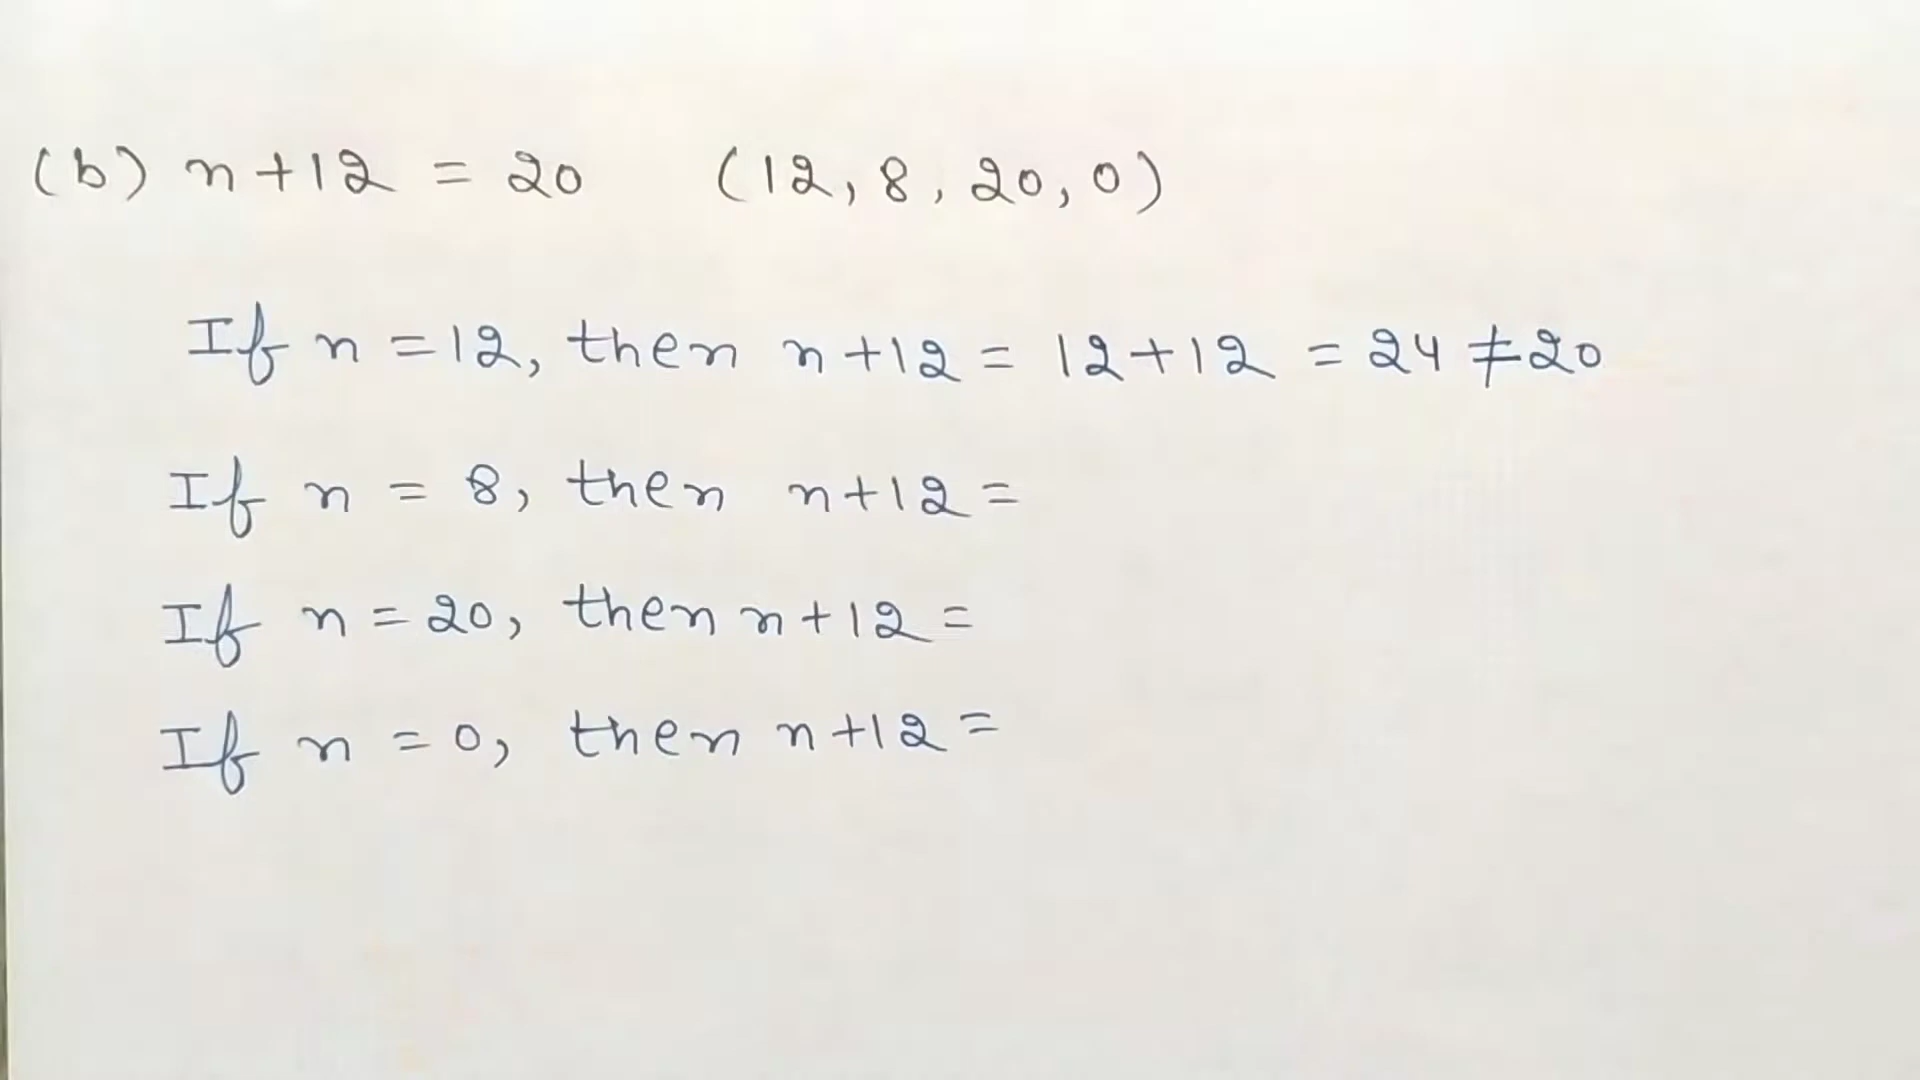 (b) n+12 = 20 (12, 8, 20, 0)
If n = 12, then n+12 = 12+12 = 24 ≠ 20
If n = 8, then n+12 =
If n = 20, then n+12 =
If n = 0, then n+12 =